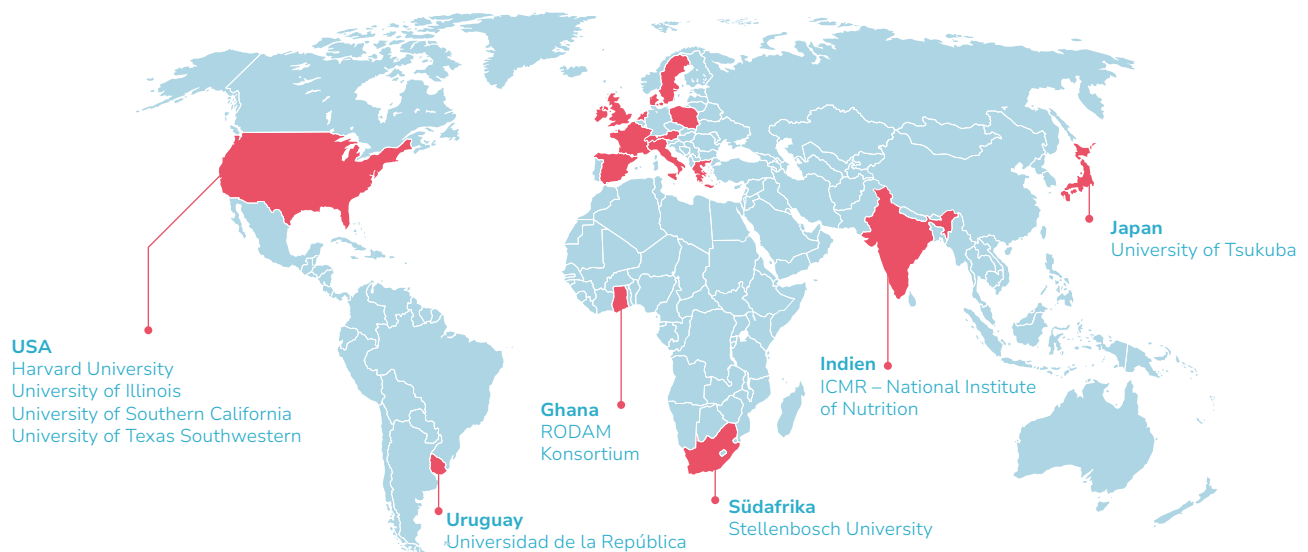 USA
Harvard University
University of Illinois
University of Southern California
University of Texas Southwestern
Uruguay
Universidad de la República
Ghana
RODAM
Konsortium
Südafrika
Stellenbosch University
Indien
ICMR – National Institute
of Nutrition
Japan
University of Tsukuba